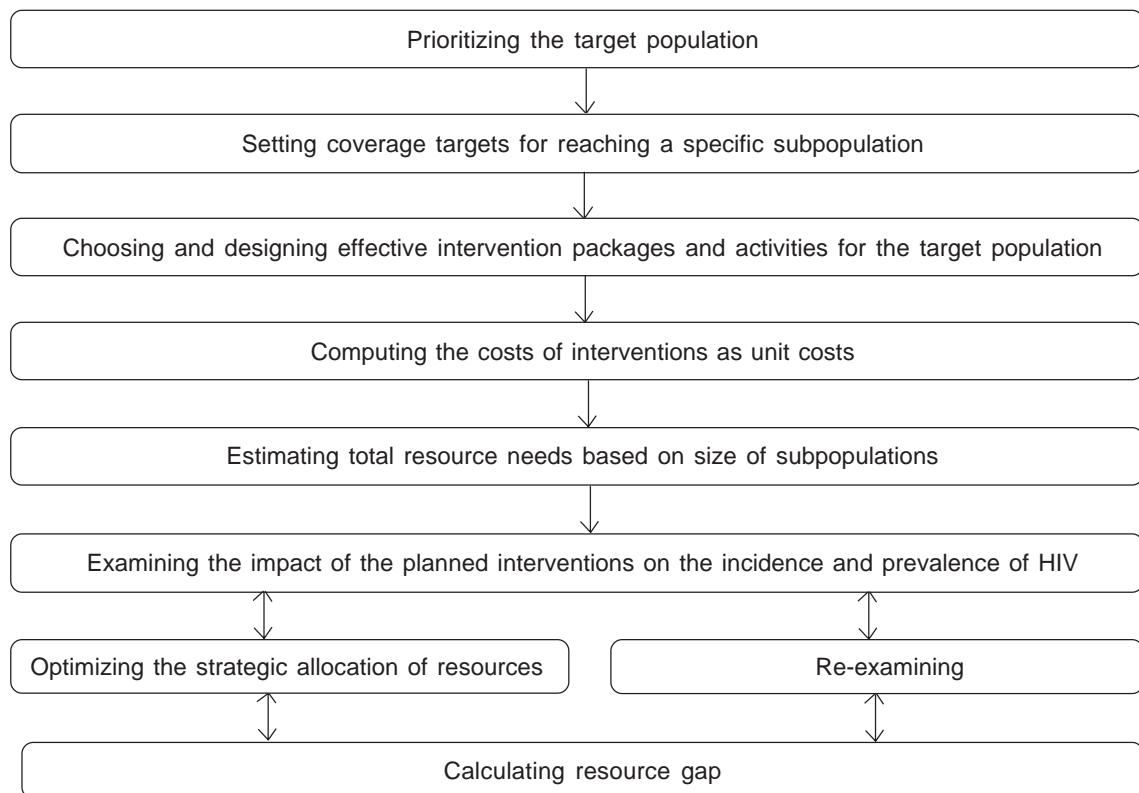 Prioritizing the target population
Setting coverage targets for reaching a specific subpopulation
Choosing and designing effective intervention packages and activities for the target population
Computing the costs of interventions as unit costs
Estimating total resource needs based on size of subpopulations
Examining the impact of the planned interventions on the incidence and prevalence of HIV
Optimizing the strategic allocation of resources
Re-examining
Calculating resource gap